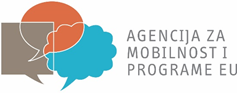 AGENCIJA ZA
MOBILNOST I
PROGRAME EU